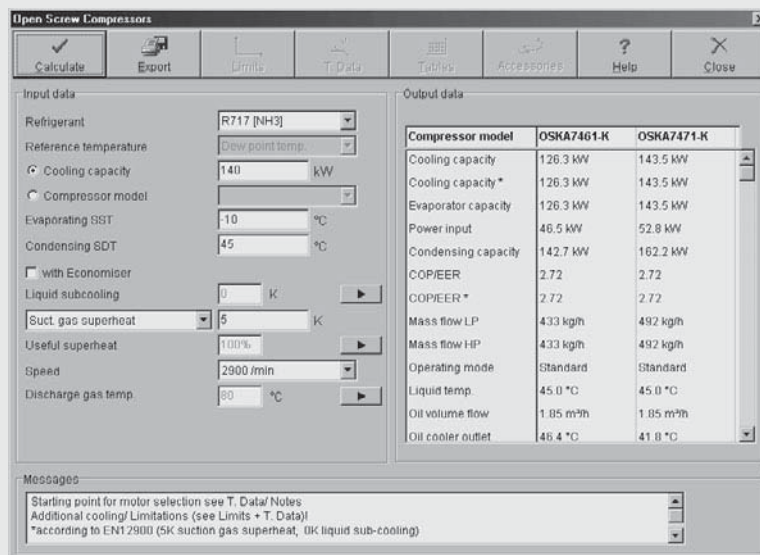 Open Screw Compressors
Calculate Export Limits T. Data Tables Accessories Help Close
Input data
Refrigerant R717 [NH3]
Reference temperature Dew point temp.
Cooling capacity 140 kW
Compressor model
Evaporating SST -10 °C
Condensing SDT 45 °C
with Economiser
Liquid subcooling 0 K
Suct. gas superheat 5 K
Useful superheat 100%
Speed 2900 /min
Discharge gas temp. 80 °C
Output data
Compressor model OSKA7461-K OSKA7471-K
Cooling capacity 126.3 kW 143.5 kW
Cooling capacity * 126.3 kW 143.5 kW
Evaporator capacity 126.3 kW 143.5 kW
Power input 46.5 kW 52.8 kW
Condensing capacity 142.7 kW 162.2 kW
COP/EER 2.72 2.72
COP/EER * 2.72 2.72
Mass flow LP 433 kg/h 492 kg/h
Mass flow HP 433 kg/h 492 kg/h
Operating mode Standard Standard
Liquid temp. 45.0 °C 45.0 °C
Oil volume flow 1.85 m³/h 1.85 m³/h
Oil cooler outlet 46.4 °C 41.8 °C
Messages
Starting point for motor selection see T. Data/ Notes
Additional cooling/ Limitations (see Limits + T. Data)!
*according to EN12900 (5K suction gas superheat, 0K liquid sub-cooling)